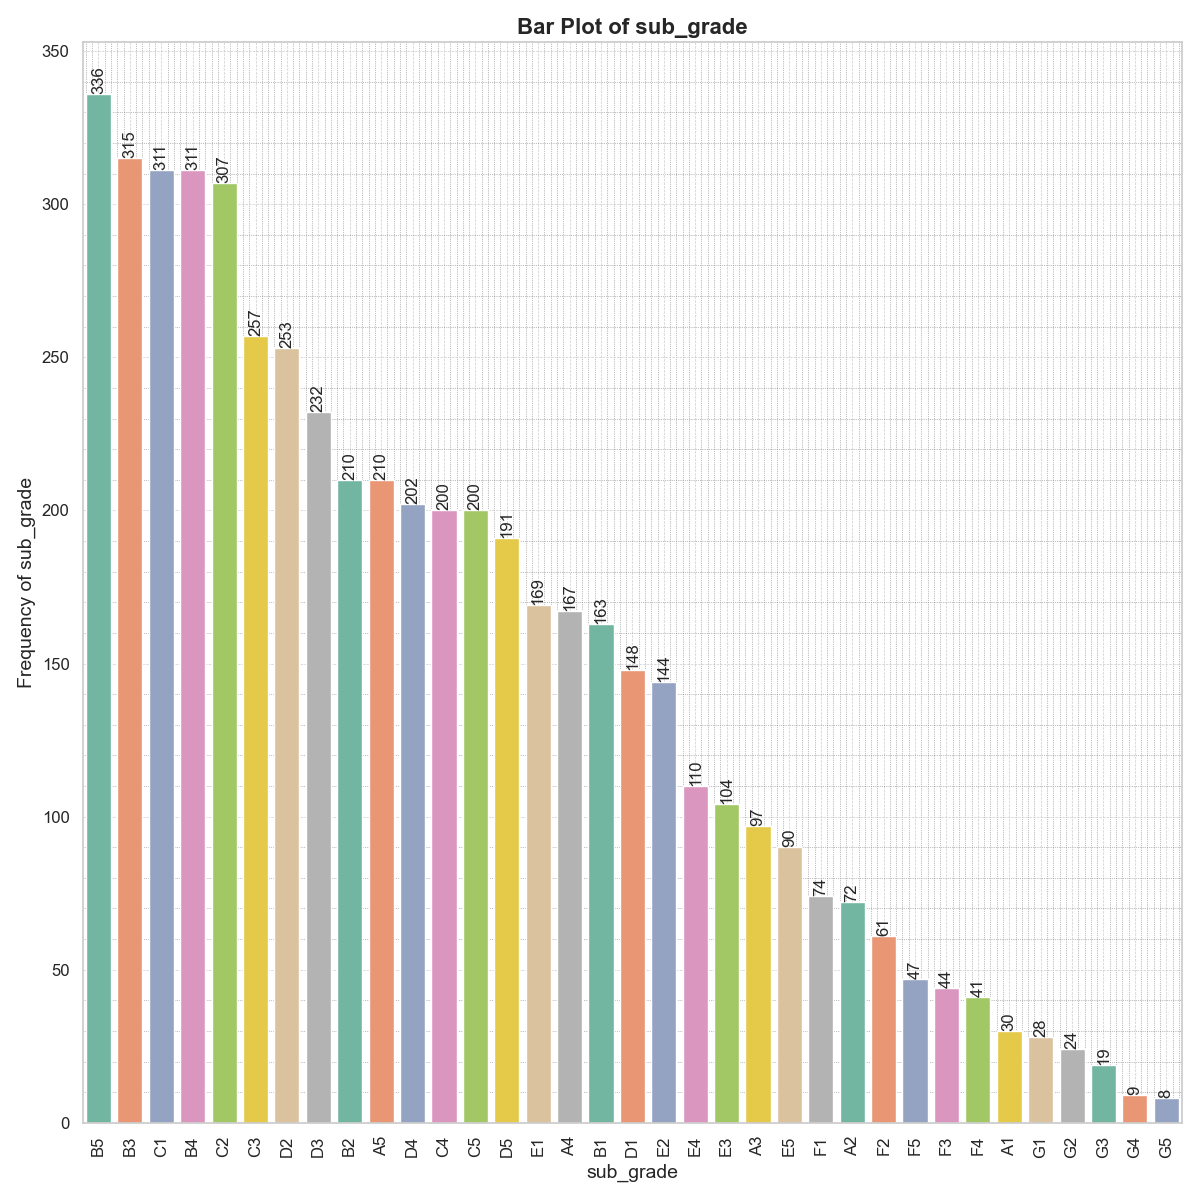 Bar Plot of sub_grade
Frequency of sub_grade
350
300
250
200
150
100
50
0
336
315
311
311
307
257
253
232
210
210
202
200
200
191
169
167
163
148
144
110
104
97
90
74
72
61
47
44
41
30
28
24
19
9
8
B5
B3
C1
B4
C2
C3
D2
D3
B2
A5
D4
C4
C5
D5
E1
A4
B1
D1
E2
E4
E3
A3
E5
F1
A2
F2
F5
F3
F4
A1
G1
G2
G3
G4
G5
sub_grade